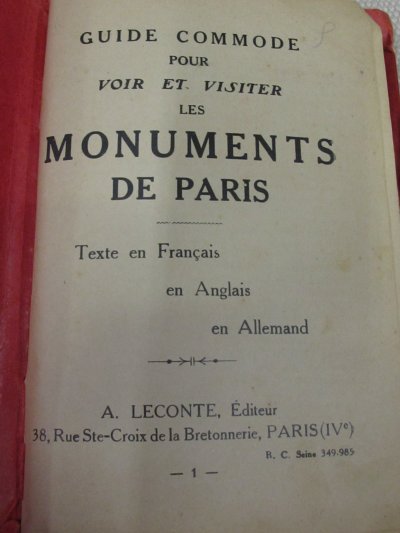 GUIDE COMMODE
POUR
VOIR ET VISITER
LES
MONUMENTS
DE PARIS
Texte en Français
en Anglais
en Allemand
A. LECONTE, Éditeur
38, Rue Ste-Croix de la Bretonnerie, PARIS (IVe)
R. C. Seine 349.985
— 1 —